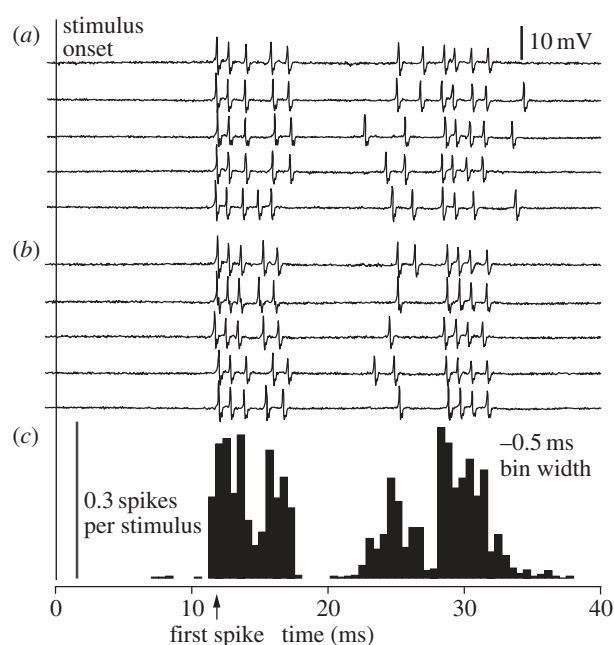 (a)
stimulus
onset
10 mV
(b)
(c)
–0.5 ms
bin width
0.3 spikes
per stimulus
0 10 20 30 40
first spike time (ms)